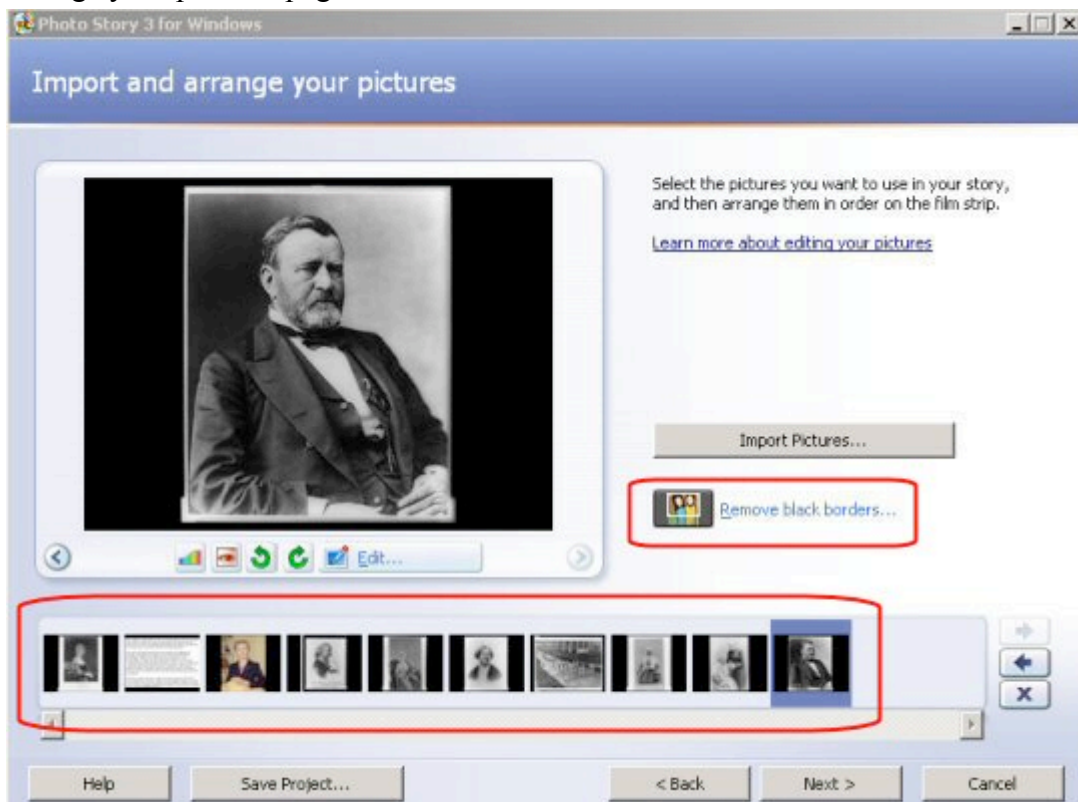 Photo Story 3 for Windows
Import and arrange your pictures
Select the pictures you want to use in your story,
and then arrange them in order on the film strip.
Learn more about editing your pictures
Import Pictures...
Remove black borders...
Edit...
Help
Save Project...
< Back
Next >
Cancel